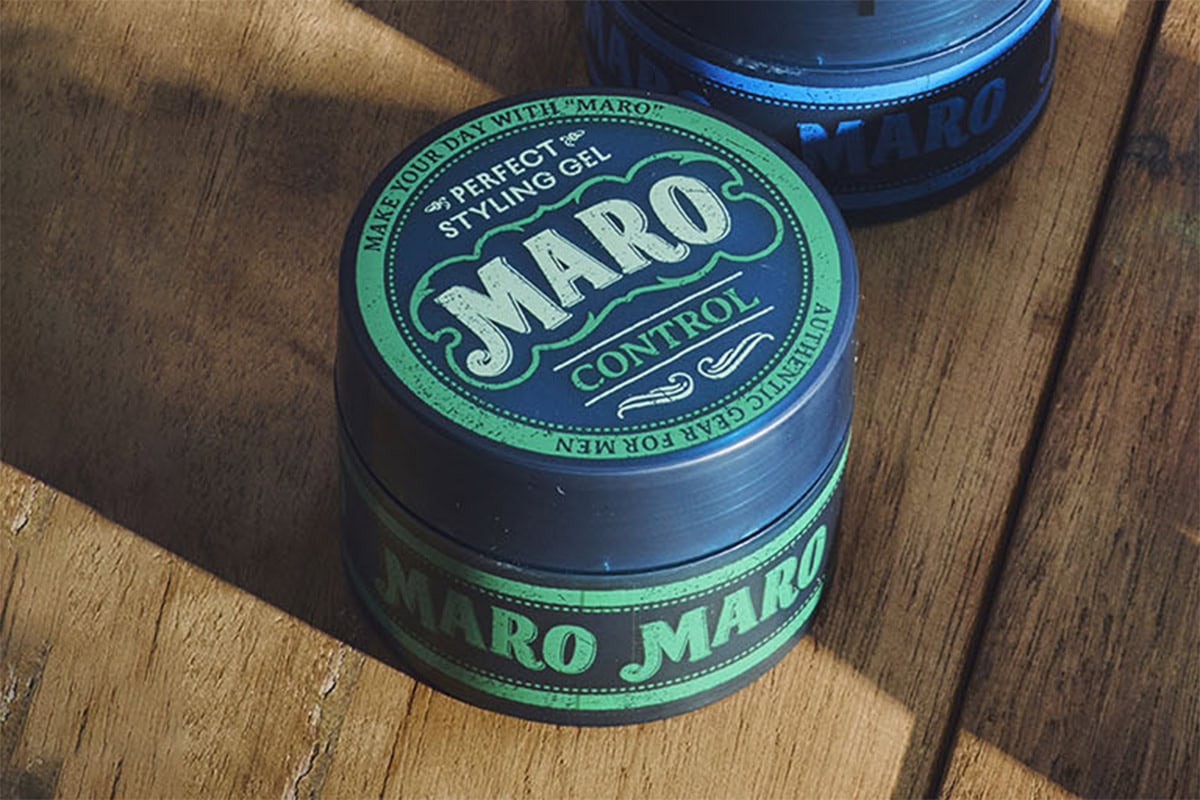 MAKE YOUR DAY WITH "MARO"
PERFECT
STYLING GEL
MARO
CONTROL
AUTHENTIC GEAR FOR MEN
MARO MARO
MARO